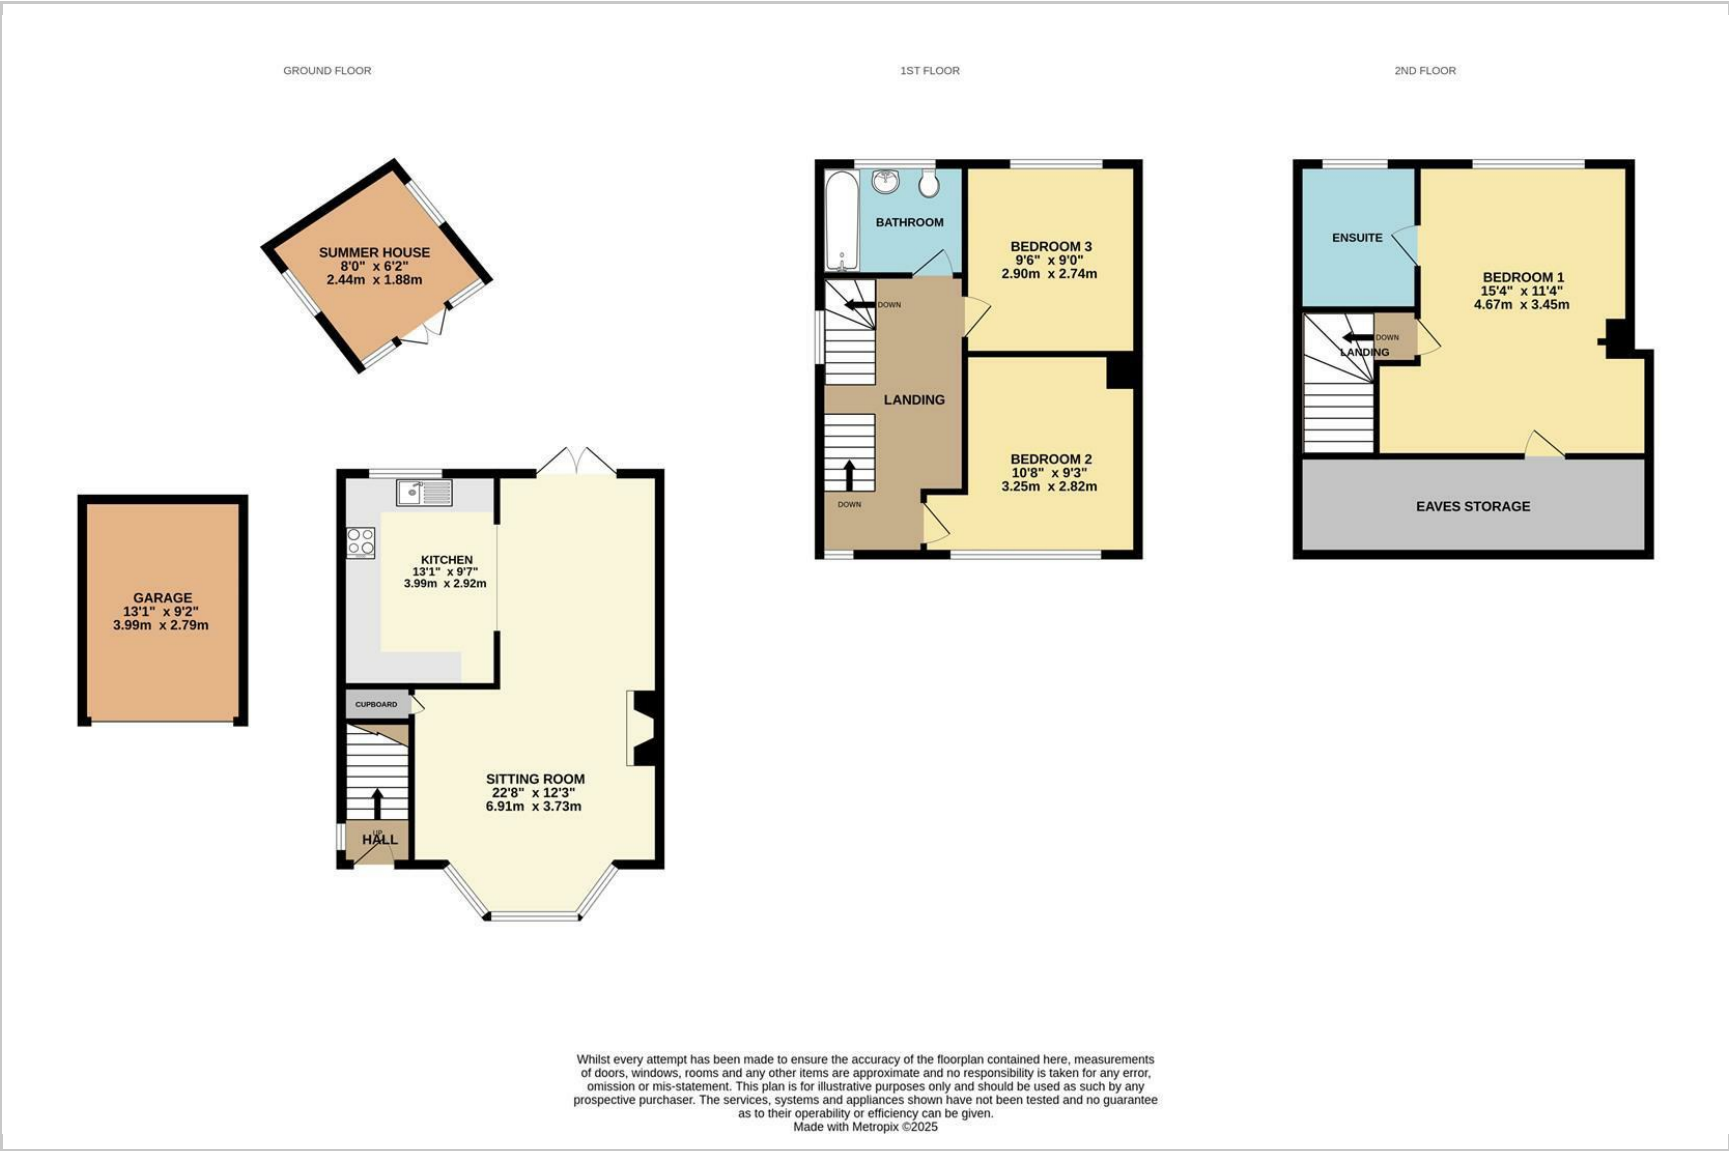 GROUND FLOOR
1ST FLOOR
2ND FLOOR
SUMMER HOUSE
8'0" x 6'2"
2.44m x 1.88m
GARAGE
13'1" x 9'2"
3.99m x 2.79m
KITCHEN
13'1" x 9'7"
3.99m x 2.92m
CUPBOARD
SITTING ROOM
22'8" x 12'3"
6.91m x 3.73m
UP
HALL
BATHROOM
BEDROOM 3
9'6" x 9'0"
2.90m x 2.74m
DOWN
LANDING
BEDROOM 2
10'8" x 9'3"
3.25m x 2.82m
DOWN
ENSUITE
BEDROOM 1
15'4" x 11'4"
4.67m x 3.45m
DOWN
LANDING
EAVES STORAGE
Whilst every attempt has been made to ensure the accuracy of the floorplan contained here, measurements
of doors, windows, rooms and any other items are approximate and no responsibility is taken for any error,
omission or mis-statement. This plan is for illustrative purposes only and should be used as such by any
prospective purchaser. The services, systems and appliances shown have not been tested and no guarantee
as to their operability or efficiency can be given.
Made with Metropix ©2025